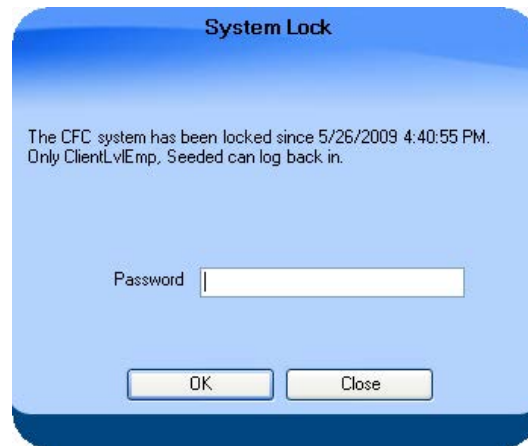 System Lock
The CFC system has been locked since 5/26/2009 4:40:55 PM.
Only ClientLvlEmp, Seeded can log back in.
Password
OK
Close